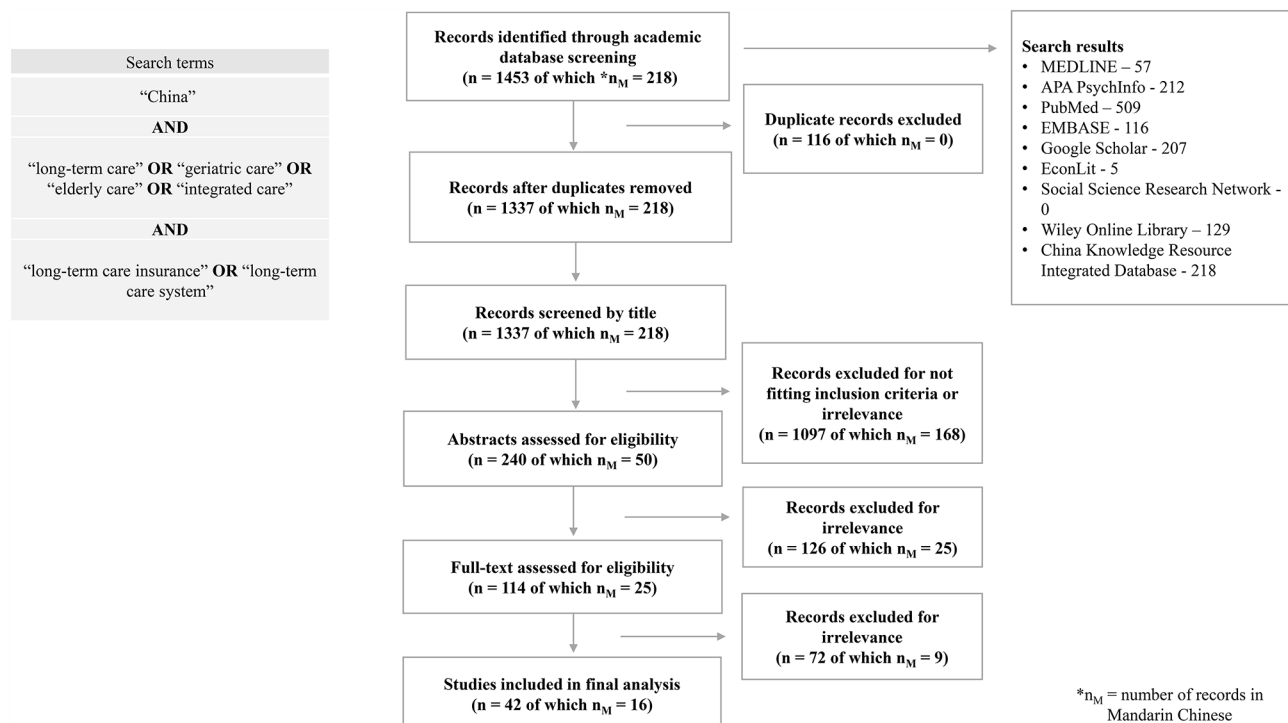 Search terms
“China”
AND
“long-term care” OR “geriatric care” OR
“elderly care” OR “integrated care”
AND
“long-term care insurance” OR “long-term
care system”
Records identified through academic
database screening
(n = 1453 of which *nM = 218)
Duplicate records excluded
(n = 116 of which nM = 0)
Records after duplicates removed
(n = 1337 of which nM = 218)
Records screened by title
(n = 1337 of which nM = 218)
Records excluded for not
fitting inclusion criteria or
irrelevance
(n = 1097 of which nM = 168)
Abstracts assessed for eligibility
(n = 240 of which nM = 50)
Records excluded for
irrelevance
(n = 126 of which nM = 25)
Full-text assessed for eligibility
(n = 114 of which nM = 25)
Records excluded for
irrelevance
(n = 72 of which nM = 9)
Studies included in final analysis
(n = 42 of which nM = 16)
Search results
• MEDLINE – 57
• APA PsychInfo - 212
• PubMed – 509
• EMBASE - 116
• Google Scholar - 207
• EconLit - 5
• Social Science Research Network -
0
• Wiley Online Library – 129
• China Knowledge Resource
Integrated Database - 218
*nM = number of records in
Mandarin Chinese